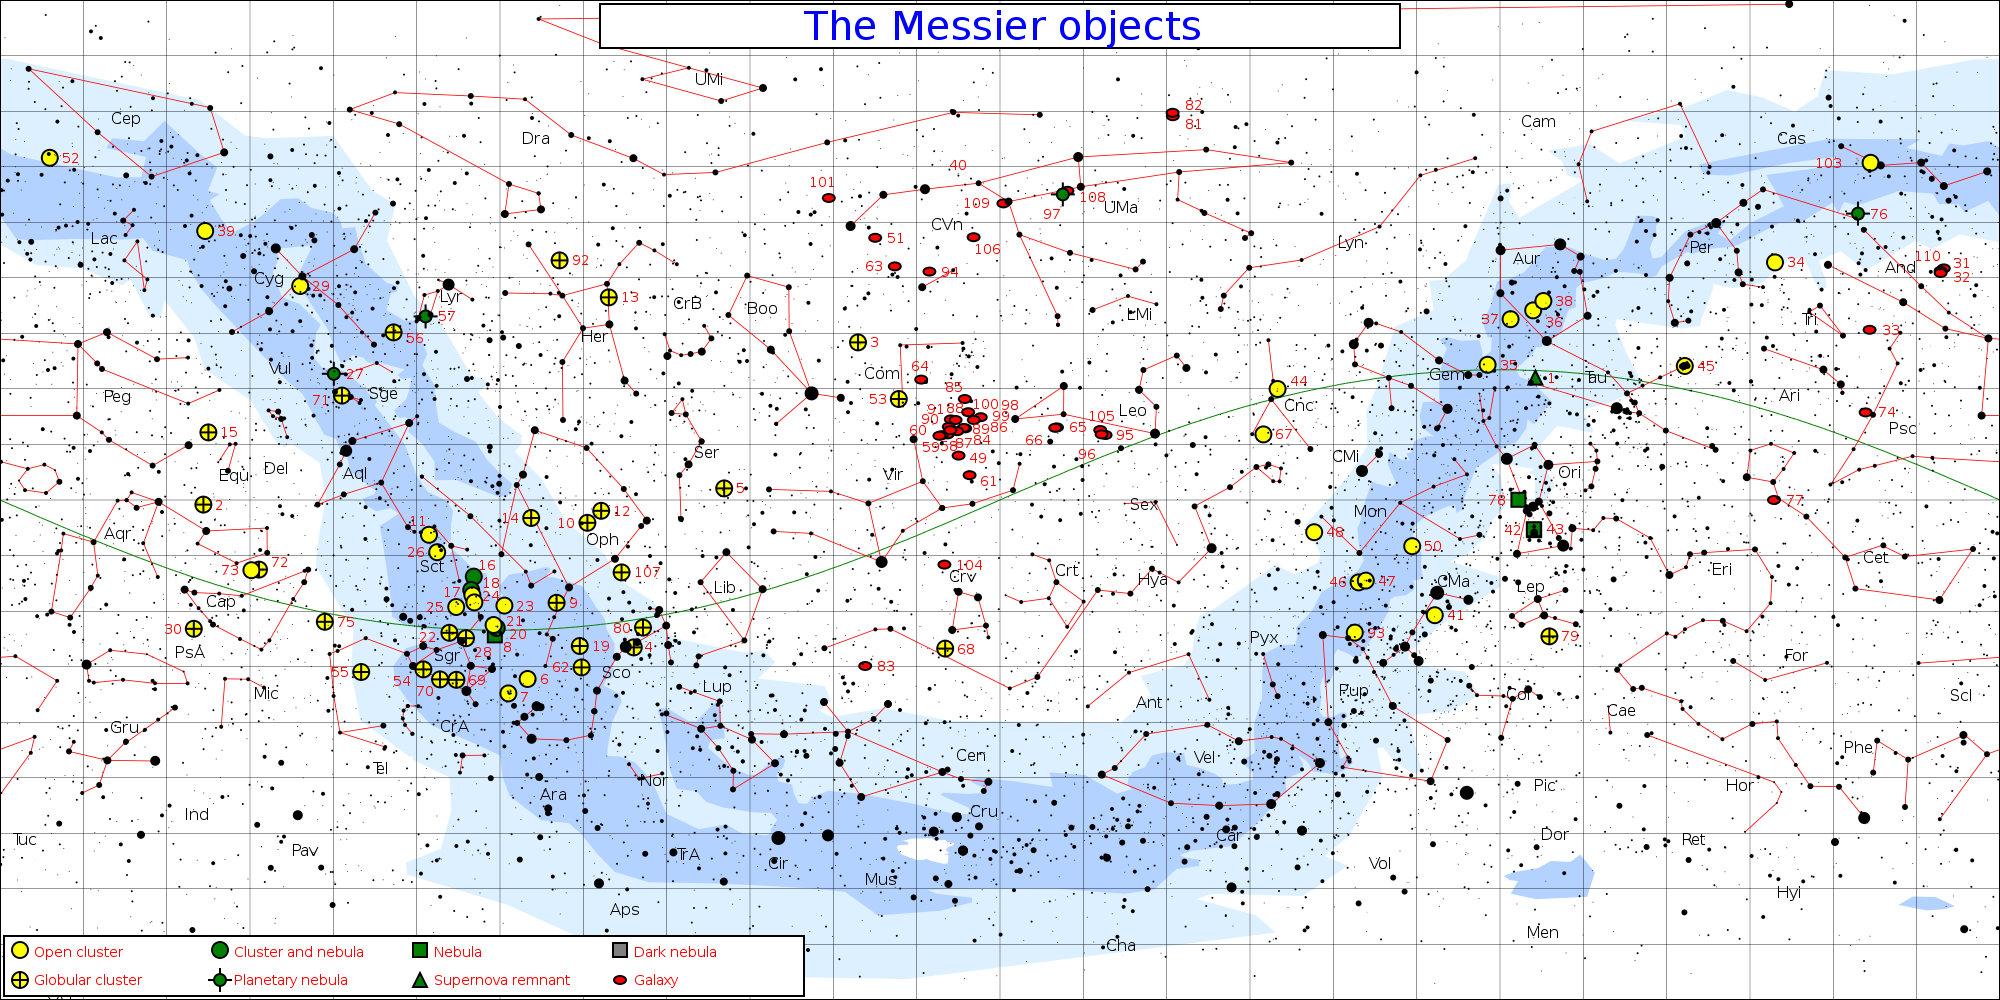 The Messier objects
UMi
Cep
Dra
82
81
Cam
Cas
52
40
103
101
109
108
97
UMa
76
Lac
39
51
CVn
106
Lyn
Per
Aur
34
And
110
31
32
92
63
94
Cyg
29
Lyr
57
13
CrB
Boo
LMi
38
36
37
Tri
33
56
Her
3
Vul
27
Com
64
Gem
35
1
Tau
45
Peg
71
Sge
53
85
44
Cnc
Ari
91
88
100
98
Leo
105
74
90
99
60
89
86
66
65
95
67
Psc
15
59
58
87
84
96
Equ
Del
Aql
Ser
Vir
49
CMi
Ori
61
2
5
Sex
78
77
14
12
10
Mon
Aqr
11
Oph
48
42
43
26
50
Sct
16
104
Cet
73
72
18
107
Lib
Crv
Crt
Hya
46
47
CMa
Eri
17
24
Lep
Cap
25
23
9
41
30
75
21
80
22
20
93
79
PsA
8
19
4
68
Pyx
28
Sgr
55
54
62
83
For
70
69
6
Sco
Mic
7
Lup
Ant
Pup
Col
Scl
Gru
CrA
Cae
Tel
Cen
Vel
Phe
Nor
Ara
Pic
Hor
Ind
Cru
Tuc
Car
Dor
Ret
Pav
TrA
Cir
Vol
Mus
Hyi
Aps
Men
Cha
Open cluster
Cluster and nebula
Nebula
Dark nebula
Globular cluster
Planetary nebula
Supernova remnant
Galaxy